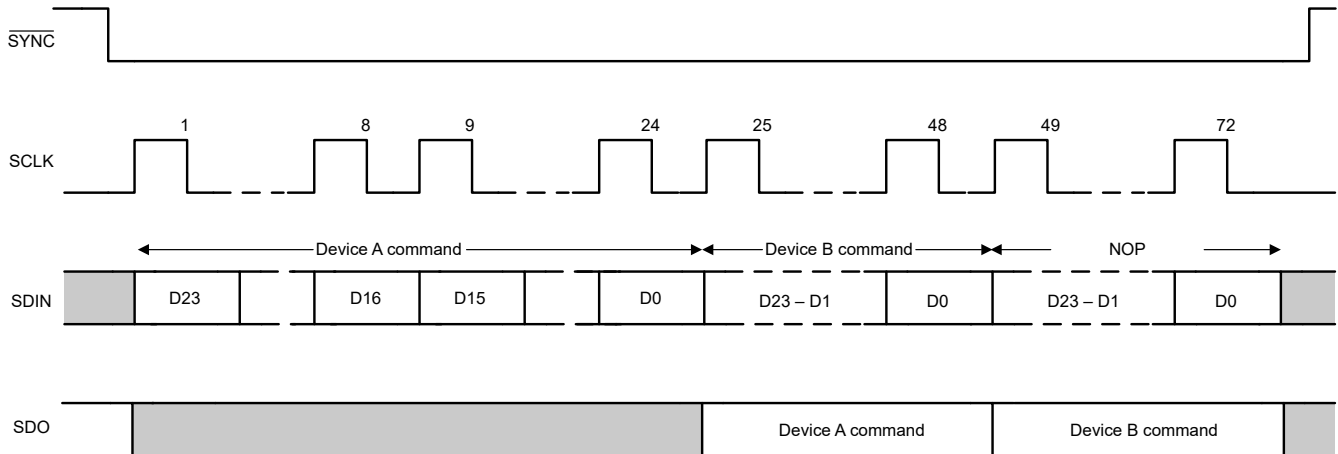 SYNC
1 8 9 24 25 48 49 72
SCLK
Device A command Device B command NOP
SDIN D23 D16 D15 D0 D23 – D1 D0 D23 – D1 D0
SDO Device A command Device B command